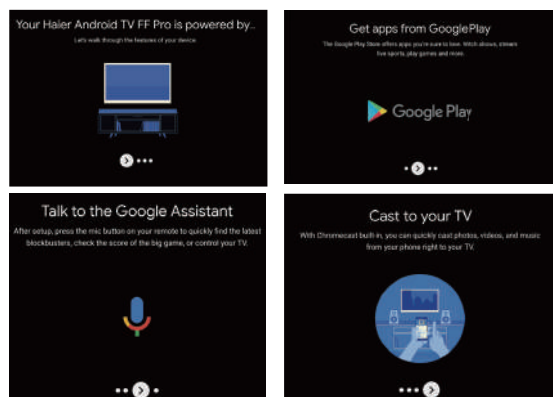 Your Haier Android TV FF Pro is powered by..
Let's walk through the features of your device.
Get apps from GooglePlay
The Google Play Store offers apps you're sure to love. Witch shows, stream
live sports, play games and more.
Google Play
Talk to the Google Assistant
After setup, press the mic button on your remote to quickly find the latest
blockbusters, check the score of the big game, or control your TV.
Cast to your TV
With Chromecast built-in, you can quickly cast photos, videos, and music
from your phone right to your TV.